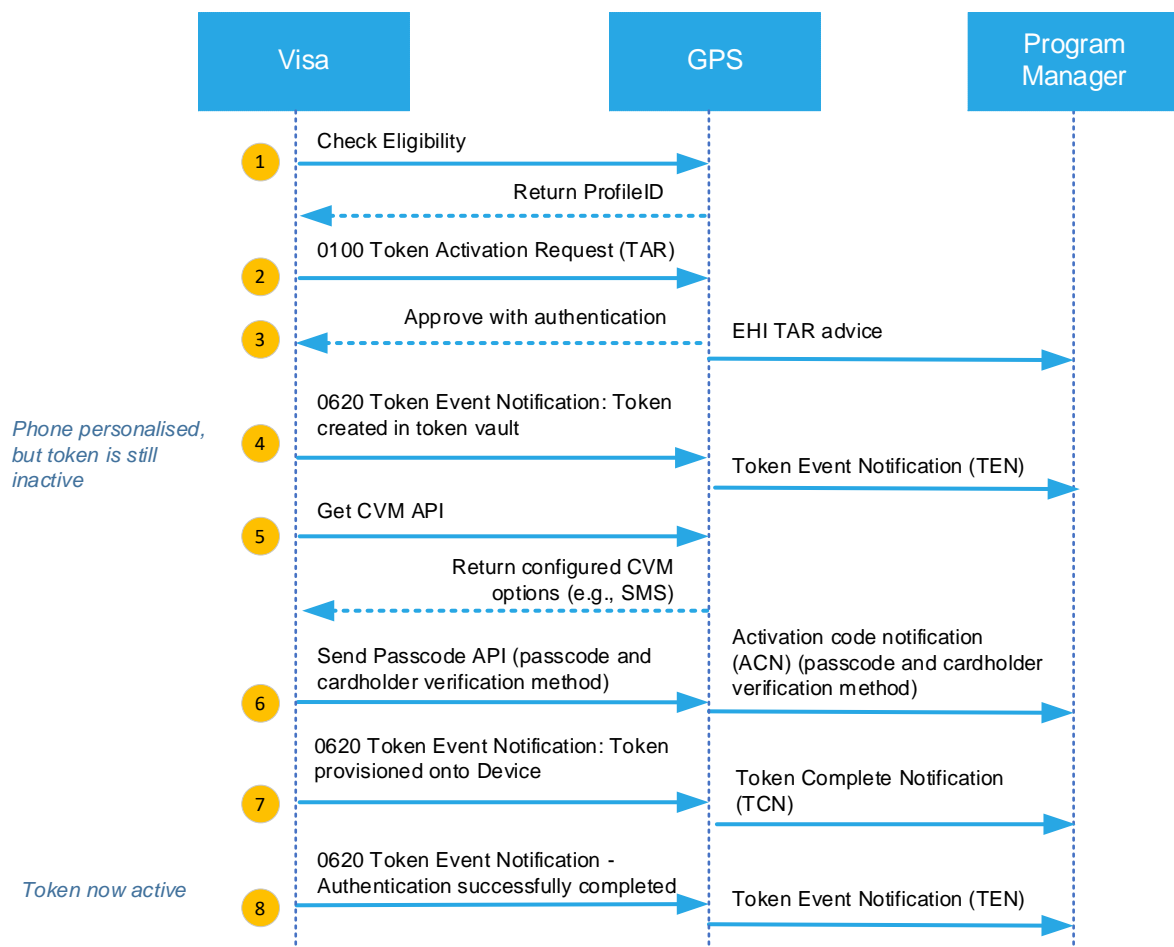 Visa
GPS
Program
Manager
1
Check Eligibility
Return ProfileID
2
0100 Token Activation Request (TAR)
3
Approve with authentication
EHI TAR advice
Phone personalised,
but token is still
inactive
4
0620 Token Event Notification: Token
created in token vault
Token Event Notification (TEN)
5
Get CVM API
Return configured CVM
options (e.g., SMS)
6
Send Passcode API (passcode and
cardholder verification method)
Activation code notification
(ACN) (passcode and cardholder
verification method)
7
0620 Token Event Notification: Token
provisioned onto Device
Token Complete Notification
(TCN)
Token now active
8
0620 Token Event Notification -
Authentication successfully completed
Token Event Notification (TEN)